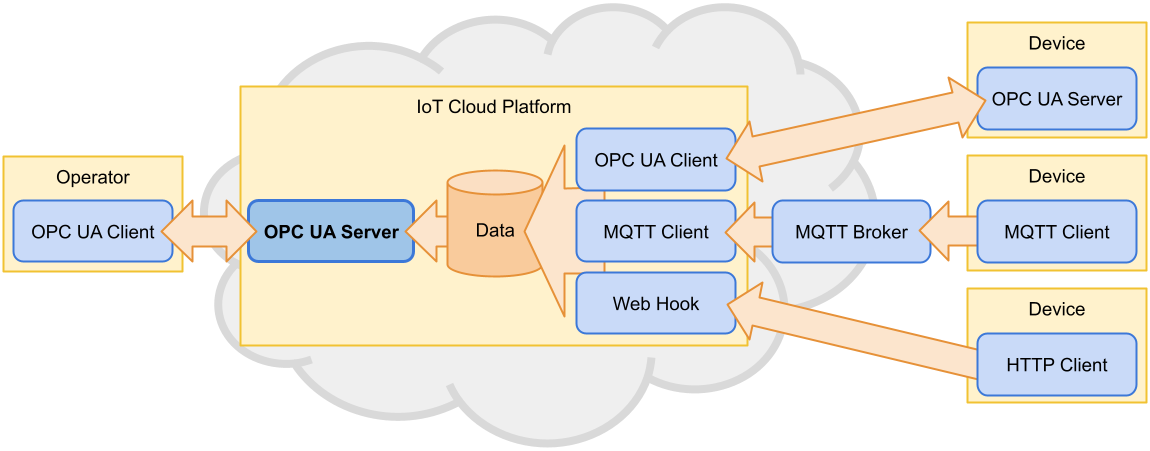 IoT Cloud Platform
Operator
OPC UA Client
OPC UA Server
Data
OPC UA Client
MQTT Client
Web Hook
MQTT Broker
Device
OPC UA Server
Device
MQTT Client
Device
HTTP Client